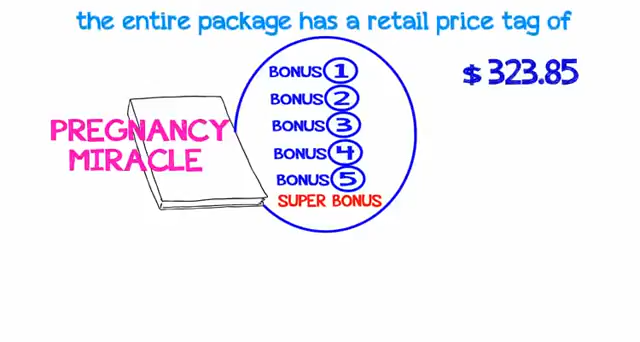 the entire package has a retail price tag of
$ 323.85
BONUS 1
BONUS 2
BONUS 3
BONUS 4
BONUS 5
SUPER BONUS
PREGNANCY
MIRACLE